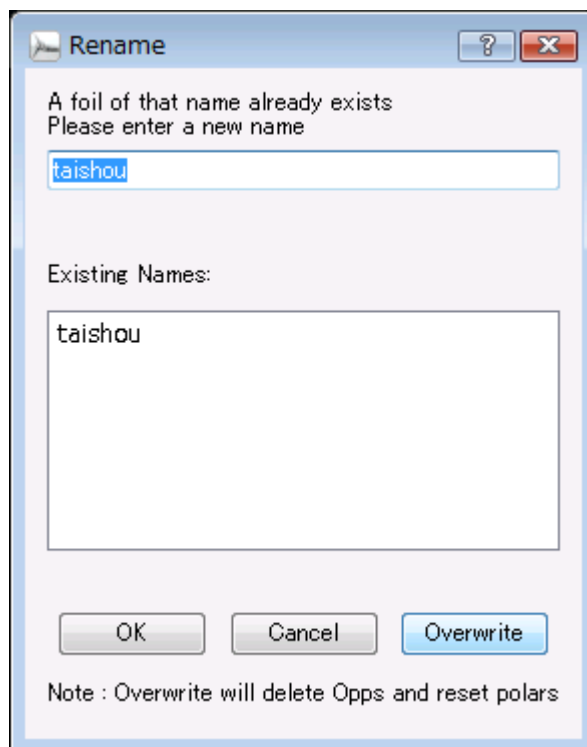 Rename
A foil of that name already exists
Please enter a new name
taishou
Existing Names:
taishou
OK Cancel Overwrite
Note : Overwrite will delete Opps and reset polars